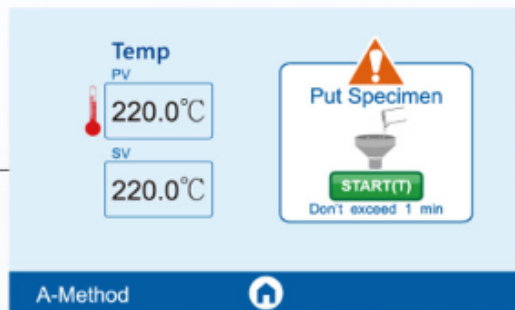 Temp
PV
220.0℃
SV
220.0℃
Put Specimen
START(T)
Don't exceed 1 min
A-Method